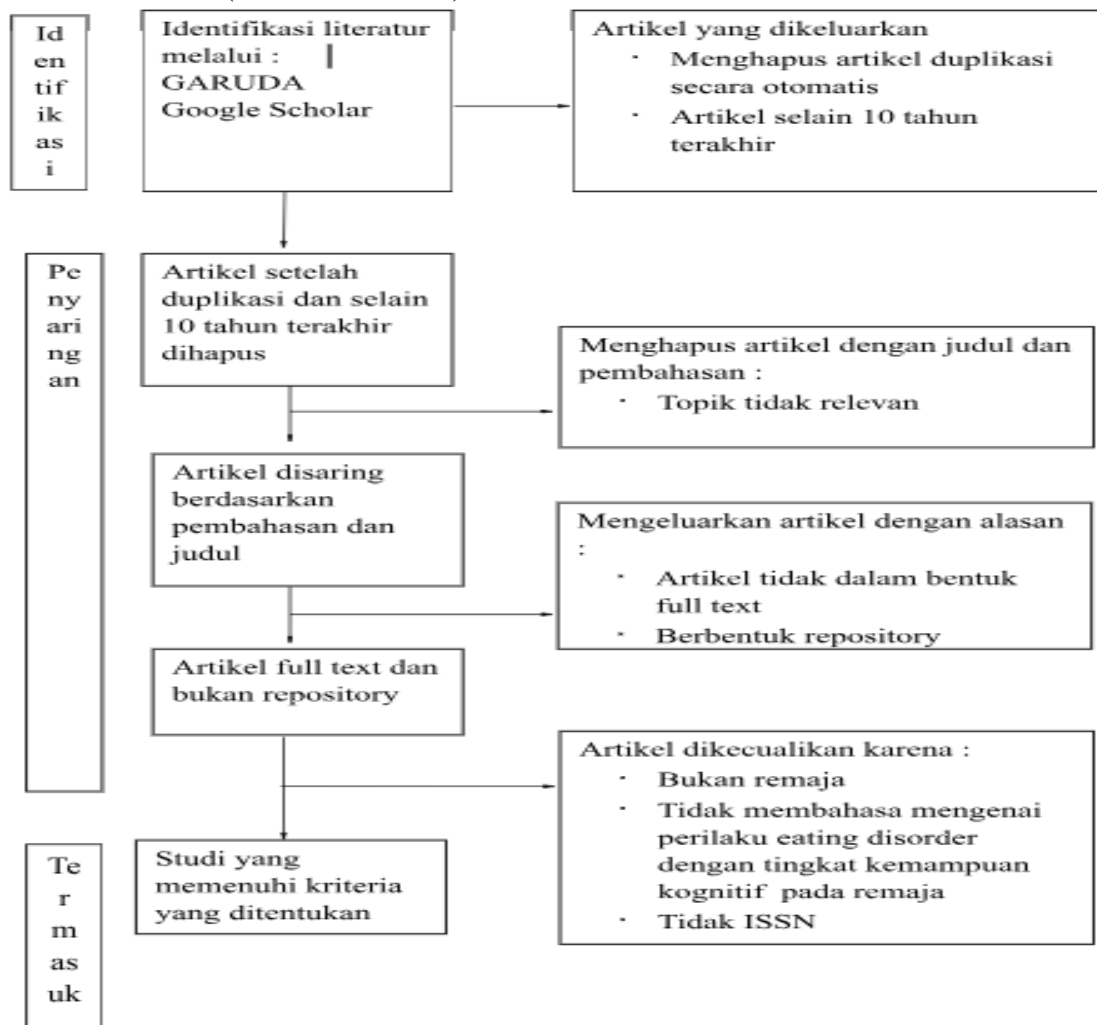 Id
en
tif
ik
as
i
Identifikasi literatur
melalui :
GARUDA
Google Scholar
Artikel yang dikeluarkan
· Menghapus artikel duplikasi
secara otomatis
· Artikel selain 10 tahun
terakhir
Pe
ny
ari
ng
an
Artikel setelah
duplikasi dan selain
10 tahun terakhir
dihapus
Menghapus artikel dengan judul dan
pembahasan :
· Topik tidak relevan
Artikel disaring
berdasarkan
pembahasan dan
judul
Mengeluarkan artikel dengan alasan
:
· Artikel tidak dalam bentuk
full text
· Berbentuk repository
Artikel full text dan
bukan repository
Artikel dikecualikan karena :
· Bukan remaja
· Tidak membahasa mengenai
perilaku eating disorder
dengan tingkat kemampuan
kognitif pada remaja
· Tidak ISSN
Te
r
m
as
uk
Studi yang
memenuhi kriteria
yang ditentukan